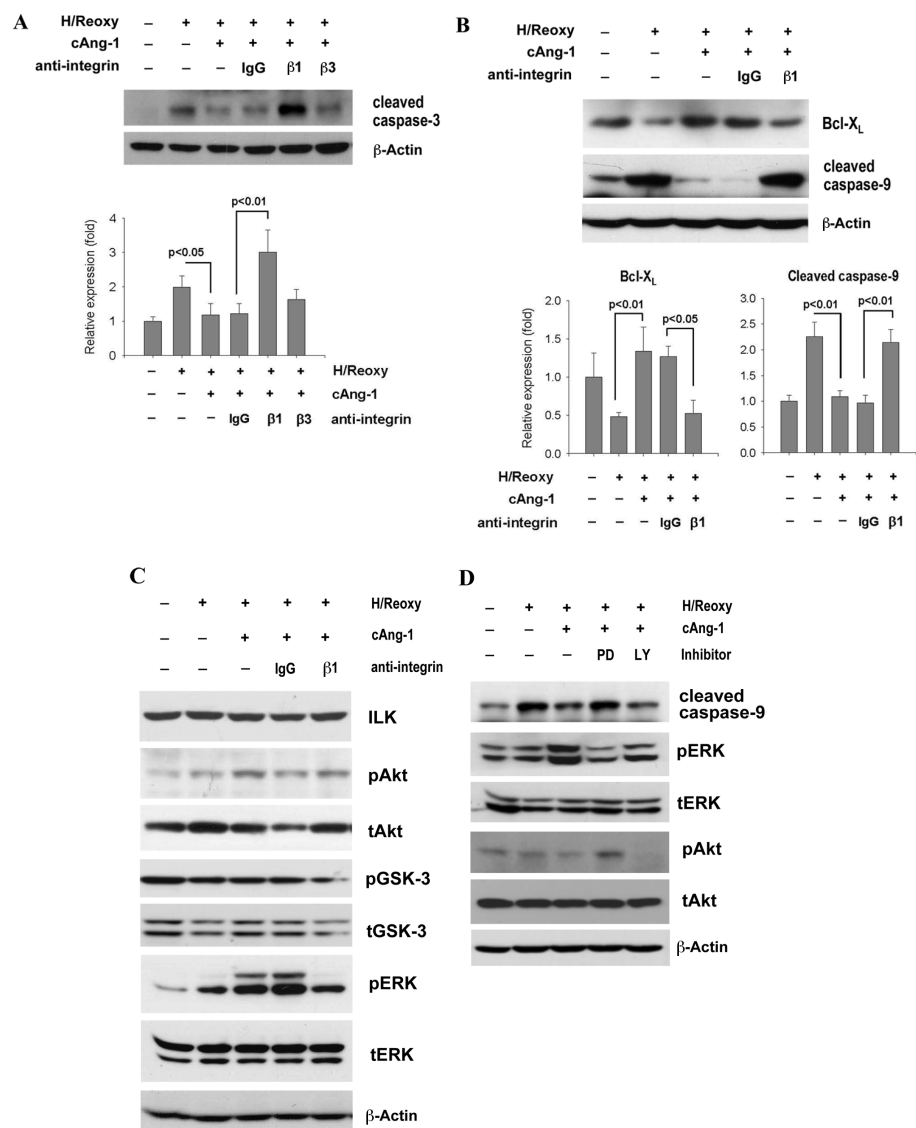 A
H/Reoxy – + + + + +
cAng-1 – – + + + +
anti-integrin – – – IgG β1 β3
cleaved
caspase-3
β-Actin
Relative expression (fold)
4
3
2
1
0
p<0.05
p<0.01
– + + + + + H/Reoxy
– – + + + + cAng-1
– – – IgG β1 β3 anti-integrin
B
H/Reoxy – + + + +
cAng-1 – – + + +
anti-integrin – – – IgG β1
Bcl-XL
cleaved
caspase-9
β-Actin
Bcl-XL
Relative expression (fold)
2.0
1.5
1.0
0.5
0.0
p<0.01
p<0.05
Cleaved caspase-9
3.0
2.0
1.0
0.0
p<0.01
p<0.01
H/Reoxy – + + + + – + + + +
cAng-1 – – + + + – – + + +
anti-integrin – – – IgG β1 – – – IgG β1
C
– + + + + H/Reoxy
– – + + + cAng-1
– – – IgG β1 anti-integrin
ILK
pAkt
tAkt
pGSK-3
tGSK-3
pERK
tERK
β-Actin
D
– + + + + H/Reoxy
– – + + + cAng-1
– – – PD LY Inhibitor
cleaved
caspase-9
pERK
tERK
pAkt
tAkt
β-Actin